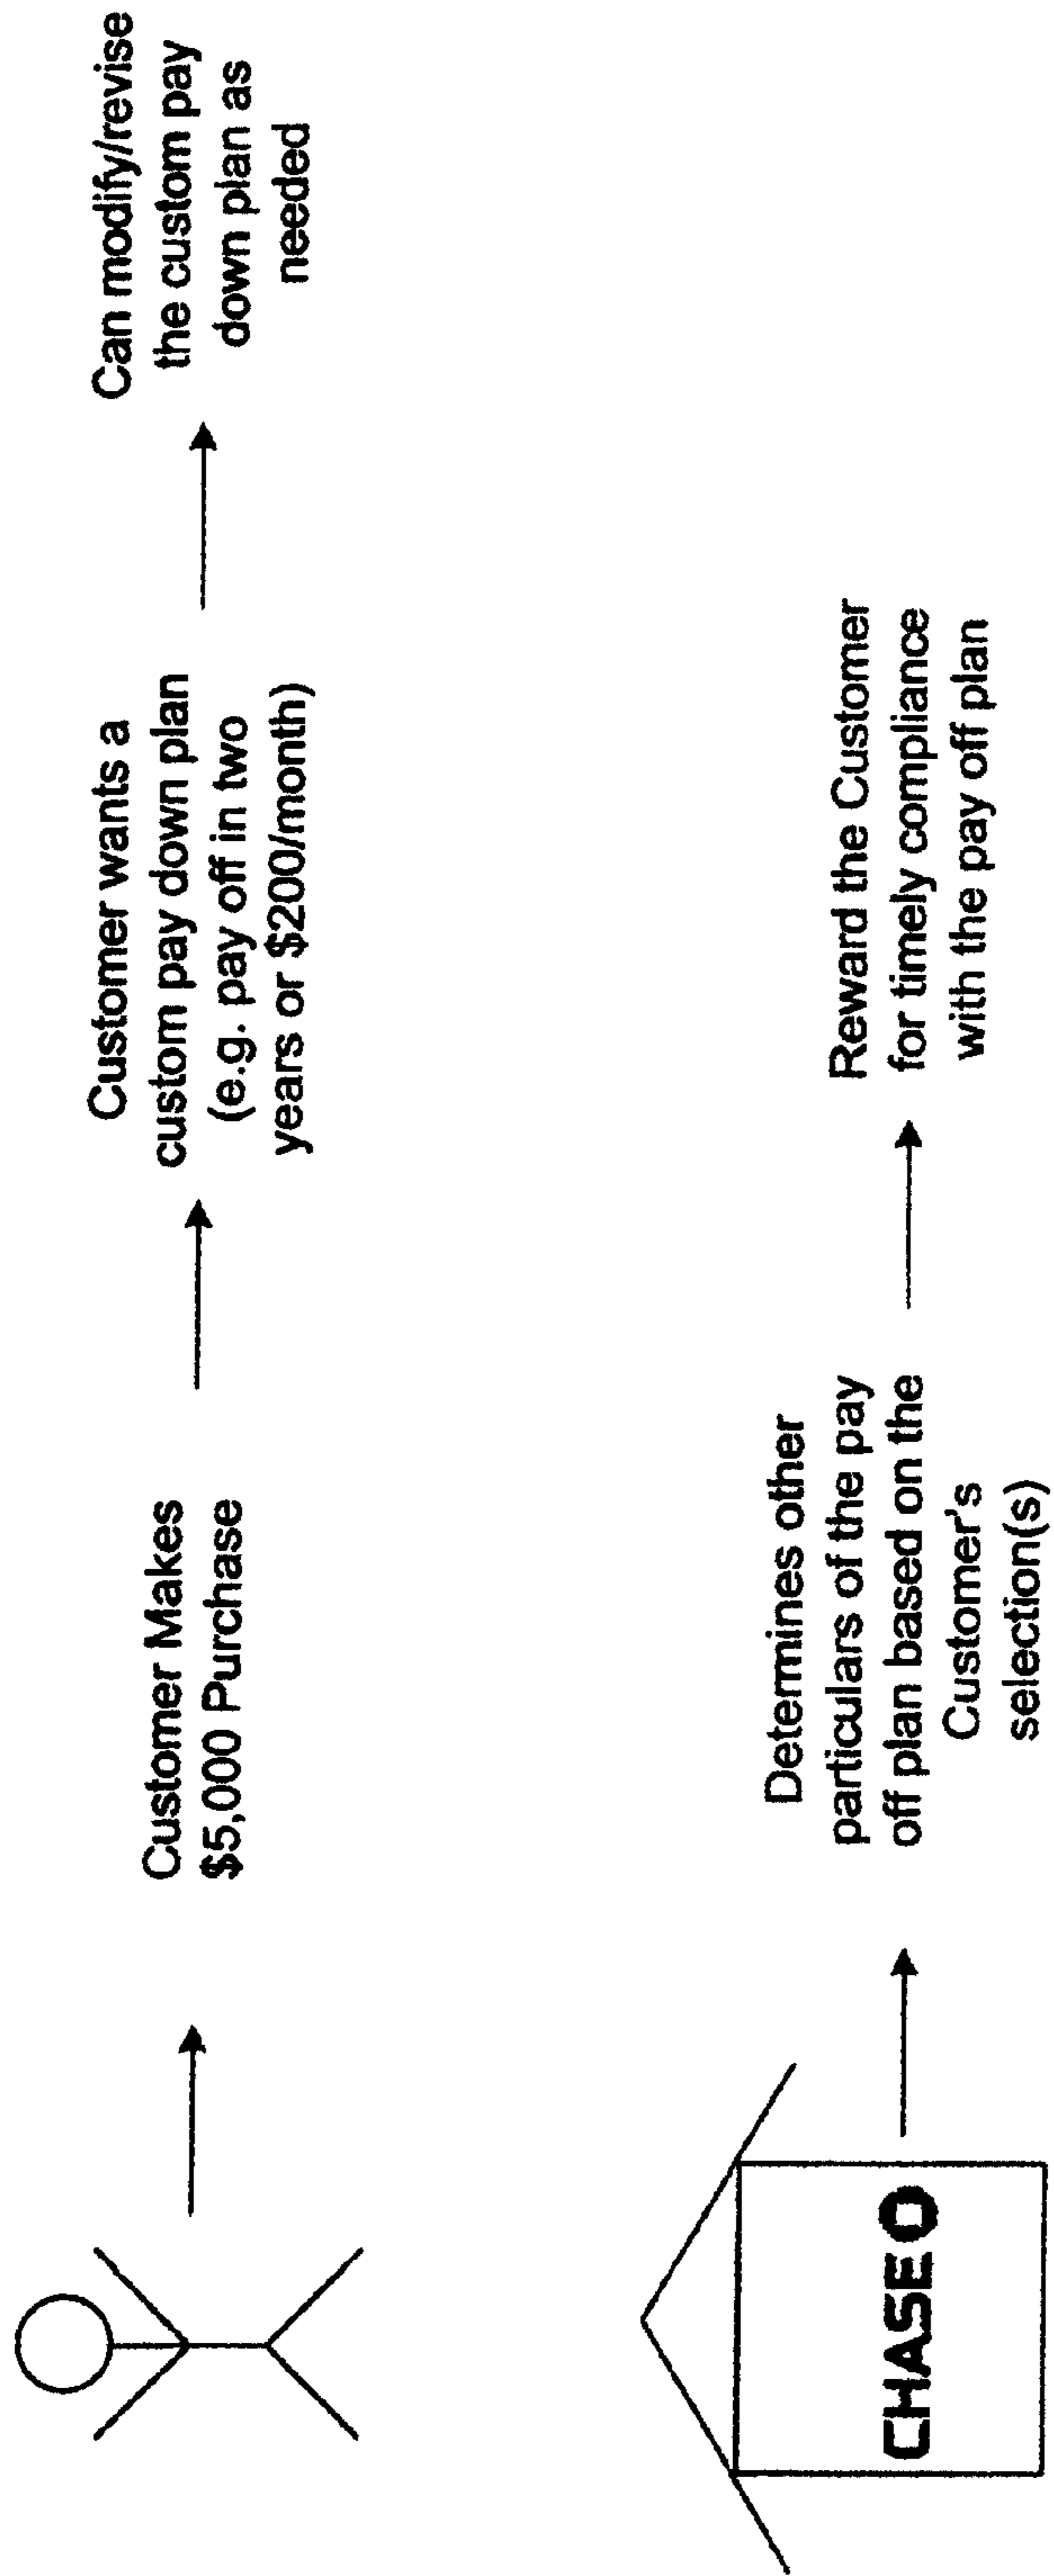 Customer Makes
$5,000 Purchase
Customer wants a
custom pay down plan
(e.g. pay off in two
years or $200/month)
Can modify/revise
the custom pay
down plan as
needed
CHASE
Determines other
particulars of the pay
off plan based on the
Customer's
selection(s)
Reward the Customer
for timely compliance
with the pay off plan